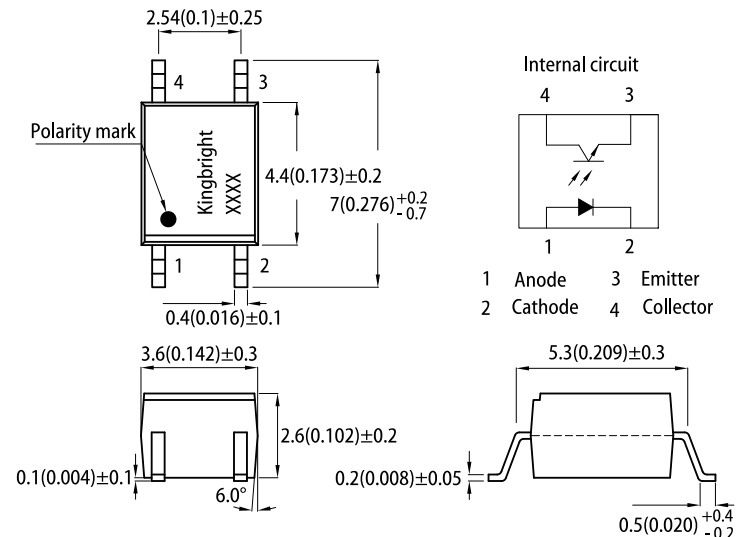 2.54(0.1)±0.25
4 3
Polarity mark
Kingbright
XXXX
4.4(0.173)±0.2
7(0.276)+0.2
- 0.7
1 2
0.4(0.016)±0.1
Internal circuit
4 3
1 2
1 Anode 3 Emitter
2 Cathode 4 Collector
3.6(0.142)±0.3
2.6(0.102)±0.2
0.1(0.004)±0.1
6.0°
5.3(0.209)±0.3
0.2(0.008)±0.05
0.5(0.020) +0.4
- 0.2